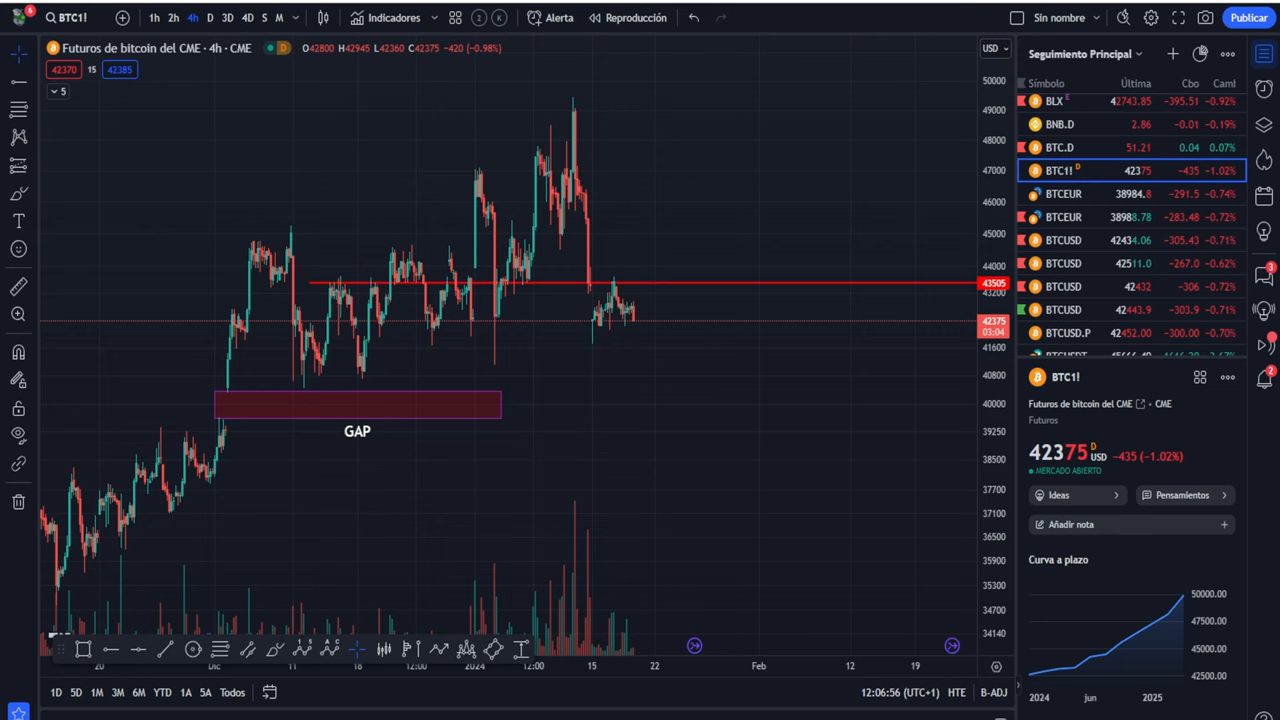 6 BTC1! 1h 2h 4h D 3D 4D S M Indicadores 2 K Alerta Reproducción Sin nombre Publicar
Futuros de bitcoin del CME · 4h · CME D O42800 H42945 L42360 C42375 -420 (-0.98%)
42370 15 42385
5
USD
50000
49000
48000
47000
46000
45000
44000
43505
43200
42375
03:04
41600
40800
40000
39250
38500
37700
37100
36500
35900
35300
34700
34140
GAP
20 Dic 11 18 12:00 2024 12:00 15 22 Feb 12 19
1D 5D 1M 3M 6M YTD 1A 5A Todos 12:06:56 (UTC+1) HTE B-ADJ
Seguimiento Principal
Símbolo Última Cbo Caml
BLX E 42743.85 -395.51 -0.92%
BNB.D 2.86 -0.01 -0.19%
BTC.D 51.21 0.04 0.07%
BTC1! D 42375 -435 -1.02%
BTCEUR 38984.8 -291.5 -0.74%
BTCEUR 38988.78 -283.48 -0.72%
BTCUSD 42434.06 -305.43 -0.71%
BTCUSD 42511.0 -267.0 -0.62%
BTCUSD 42432 -306 -0.72%
BTCUSD 42443.9 -303.9 -0.71%
BTCUSD.P 42452.00 -300.00 -0.70%
BTC1!
Futuros de bitcoin del CME · CME
Futuros
42375 D USD -435 (-1.02%)
MERCADO ABIERTO
Ideas Pensamientos
Añadir nota
Curva a plazo
50000.00
47500.00
45000.00
42500.00
2024 jun 2025
3
2